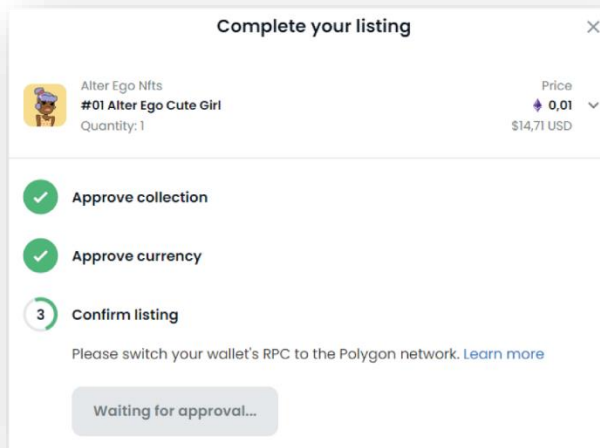 Complete your listing
Alter Ego Nfts
Price
#01 Alter Ego Cute Girl
0,01
Quantity: 1
$14,71 USD
Approve collection
Approve currency
3 Confirm listing
Please switch your wallet's RPC to the Polygon network. Learn more
Waiting for approval...